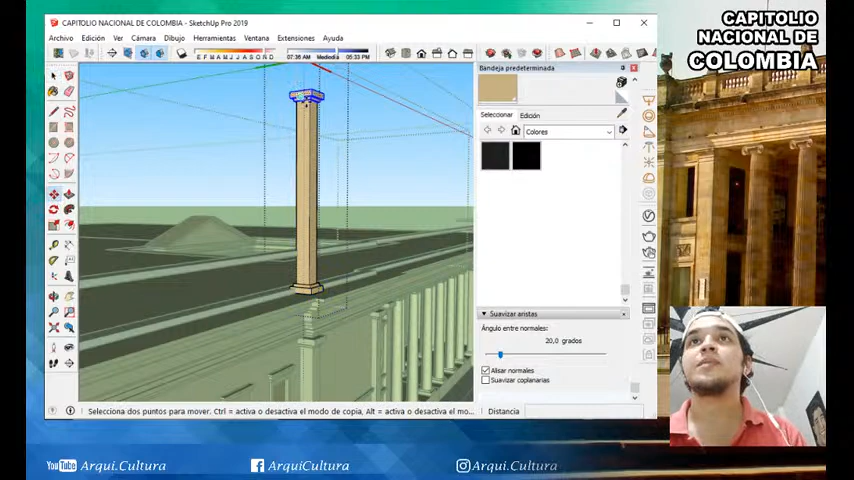 CAPITOLIO NACIONAL DE COLOMBIA - SketchUp Pro 2019
CAPITOLIO
NACIONAL DE
COLOMBIA
Archivo Edición Ver Cámara Dibujo Herramientas Ventana Extensiones Ayuda
E F M A M J J A S O N D 07:36 AM Mediodía 05:33 PM
Bandeja predeterminada
Seleccionar Edición
Colores
Suavizar aristas
Ángulo entre normales:
20,0 grados
Alisar normales
Suavizar coplanarias
Selecciona dos puntos para mover. Ctrl = activa o desactiva el modo de copia, Alt = activa o desactiva el mo... Distancia
YouTube Arqui.Cultura ArquiCultura Arqui.Cultura